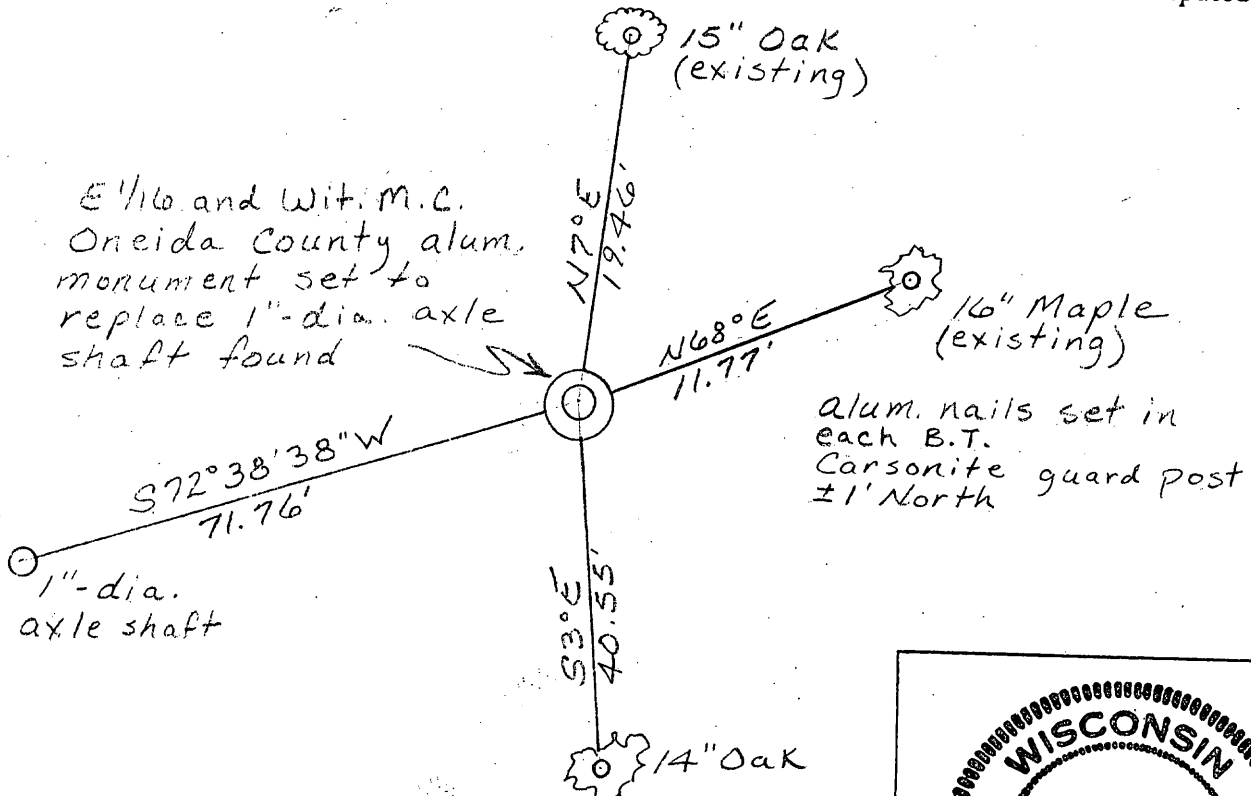 15" Oak
(existing)
E 1/16 and Wit. M.C.
Oneida County alum.
monument set to
replace 1"-dia. axle
shaft found
N7°E
19.46'
16" Maple
(existing)
N68°E
11.77'
alum. nails set in
each B.T.
Carsonite guard post
±1' North
S72°38'38"W
71.76'
1"-dia.
axle shaft
S3°E
40.55'
14" Oak
WISCONSIN